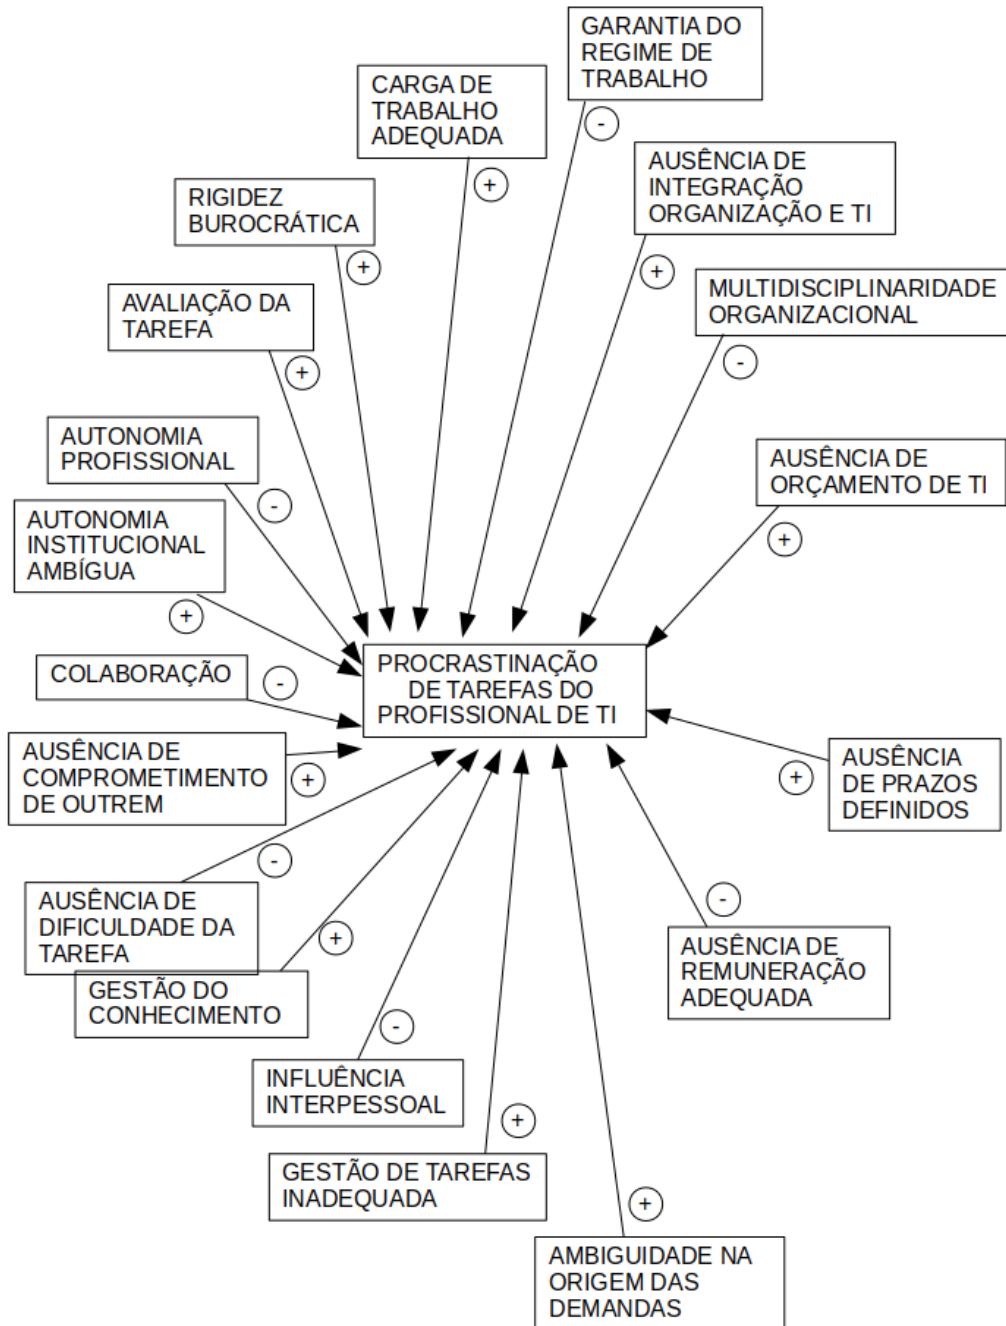 GARANTIA DO
REGIME DE
TRABALHO
-
CARGA DE
TRABALHO
ADEQUADA
+
AUSÊNCIA DE
INTEGRAÇÃO
ORGANIZAÇÃO E TI
+
RIGIDEZ
BUROCRÁTICA
+
MULTIDISCIPLINARIDADE
ORGANIZACIONAL
-
AVALIAÇÃO DA
TAREFA
+
AUTONOMIA
PROFISSIONAL
-
AUSÊNCIA DE
ORÇAMENTO DE TI
+
AUTONOMIA
INSTITUCIONAL
AMBÍGUA
+
COLABORAÇÃO
-
PROCRASTINAÇÃO
DE TAREFAS DO
PROFISSIONAL DE TI
AUSÊNCIA DE
COMPROMETIMENTO
DE OUTREM
+
AUSÊNCIA
DE PRAZOS
DEFINIDOS
+
AUSÊNCIA DE
DIFICULDADE DA
TAREFA
-
GESTÃO DO
CONHECIMENTO
+
AUSÊNCIA DE
REMUNERAÇÃO
ADEQUADA
-
INFLUÊNCIA
INTERPESSOAL
-
GESTÃO DE TAREFAS
INADEQUADA
+
AMBIGUIDADE NA
ORIGEM DAS
DEMANDAS
+